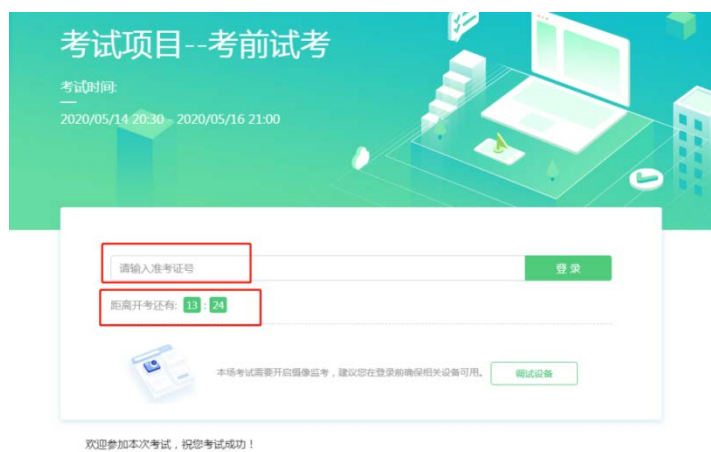 考试项目--考前试考
考试时间:
2020/05/14 20:30 - 2020/05/16 21:00
请输入准考证号
登 录
距离开考还有: 13 : 24
本场考试需要开启摄像监考，建议您在登录前确保相关设备可用。
调试设备
欢迎参加本次考试，祝您考试成功！